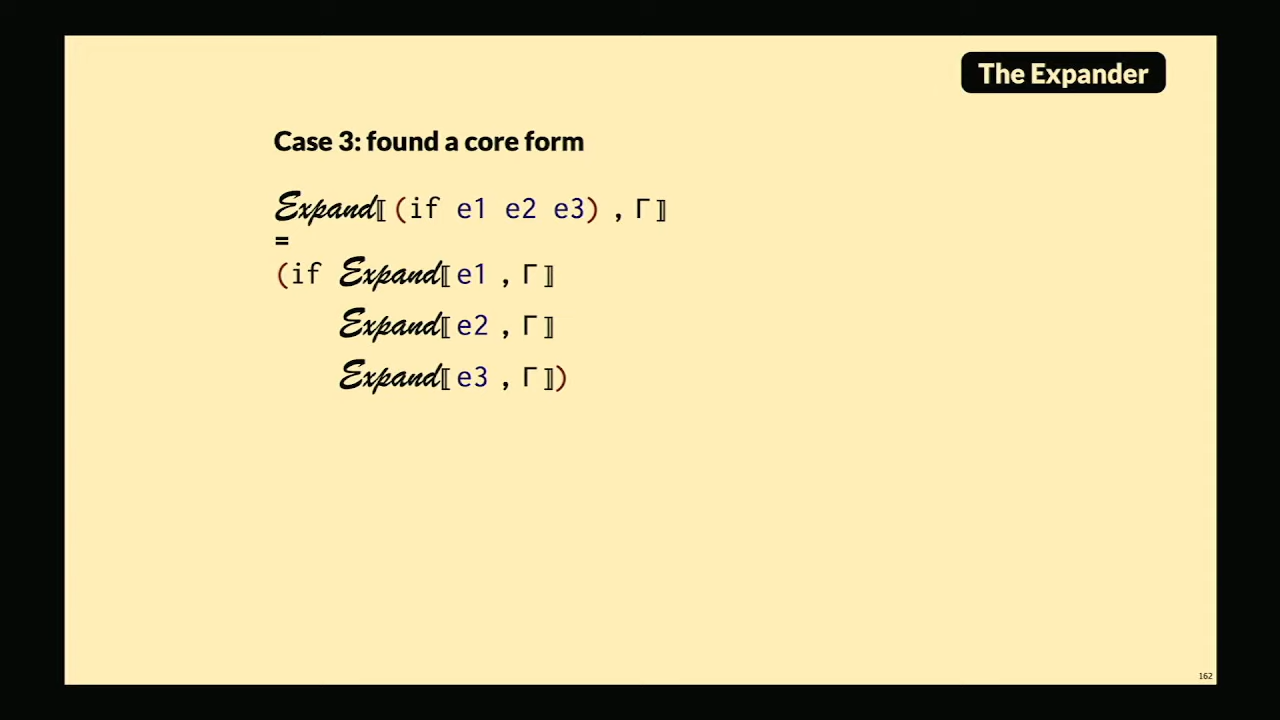 The Expander
Case 3: found a core form
Expand⟦ (if e1 e2 e3) , Γ ⟧
=
(if Expand⟦ e1 , Γ ⟧
Expand⟦ e2 , Γ ⟧
Expand⟦ e3 , Γ ⟧)
162